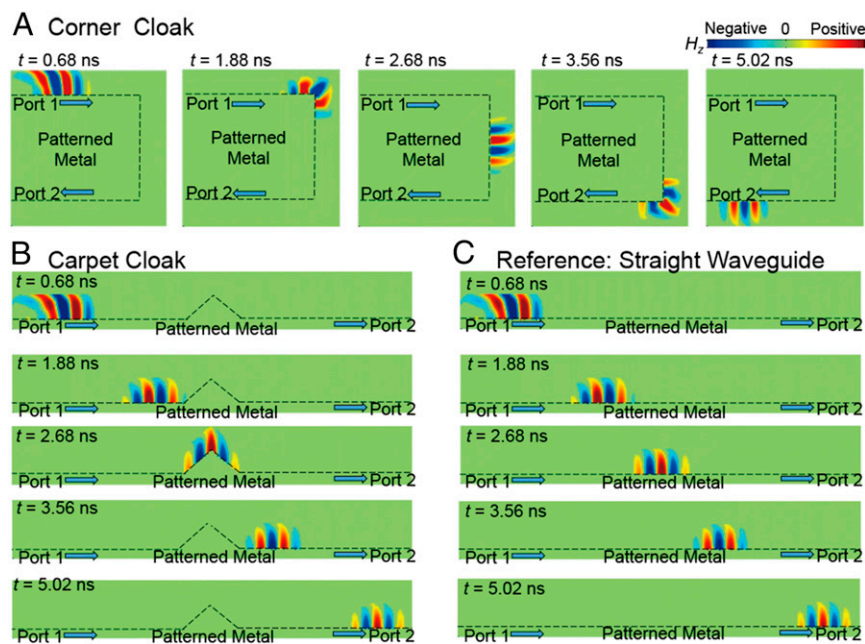 A Corner Cloak
Negative 0 Positive
Hz
t = 0.68 ns
t = 1.88 ns
t = 2.68 ns
t = 3.56 ns
t = 5.02 ns
Port 1
Patterned
Metal
Port 2
Port 1
Patterned
Metal
Port 2
Port 1
Patterned
Metal
Port 2
Port 1
Patterned
Metal
Port 2
Port 1
Patterned
Metal
Port 2
B Carpet Cloak
t = 0.68 ns
Port 1 Patterned Metal Port 2
t = 1.88 ns
Port 1 Patterned Metal Port 2
t = 2.68 ns
Port 1 Patterned Metal Port 2
t = 3.56 ns
Port 1 Patterned Metal Port 2
t = 5.02 ns
Port 1 Patterned Metal Port 2
C Reference: Straight Waveguide
t = 0.68 ns
Port 1 Patterned Metal Port 2
t = 1.88 ns
Port 1 Patterned Metal Port 2
t = 2.68 ns
Port 1 Patterned Metal Port 2
t = 3.56 ns
Port 1 Patterned Metal Port 2
t = 5.02 ns
Port 1 Patterned Metal Port 2